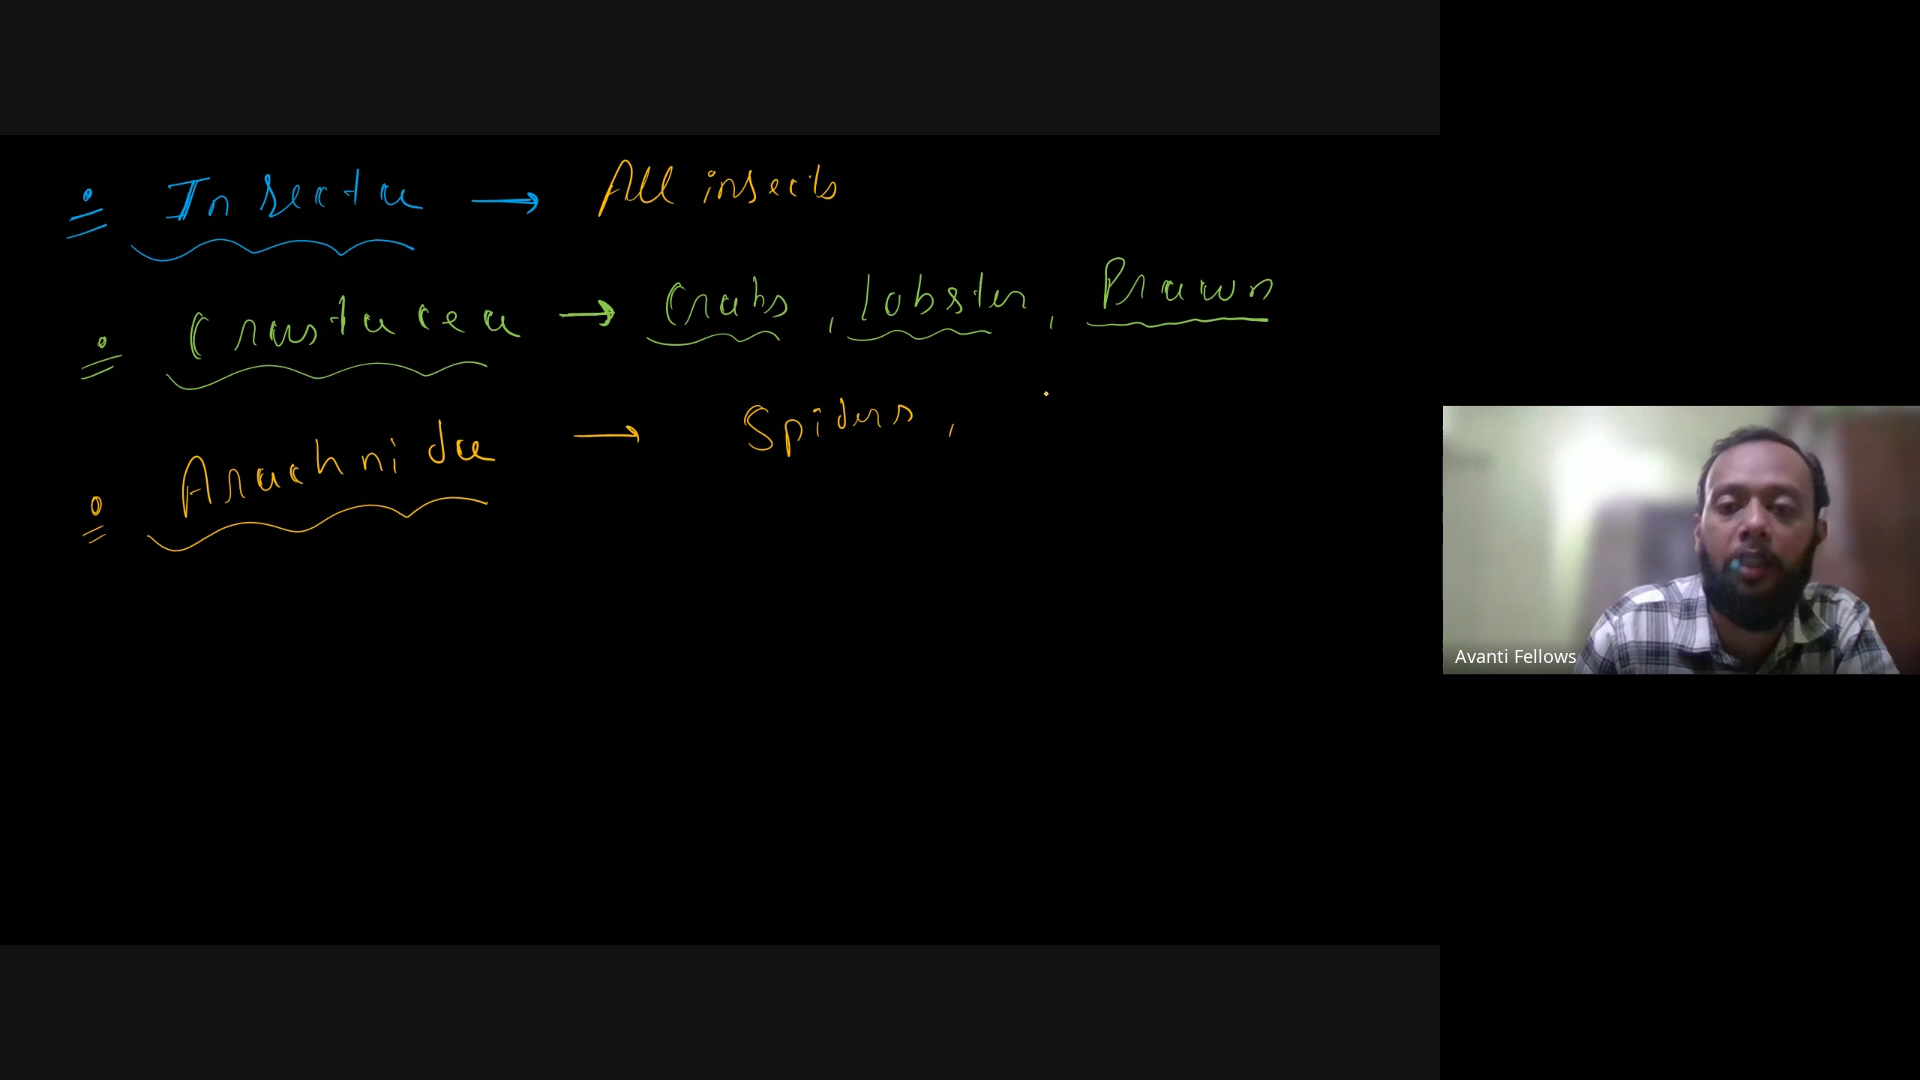 Insecta → All insects
Crustacea → Crabs, lobster, Prawn
Arachnida → Spiders,
Avanti Fellows